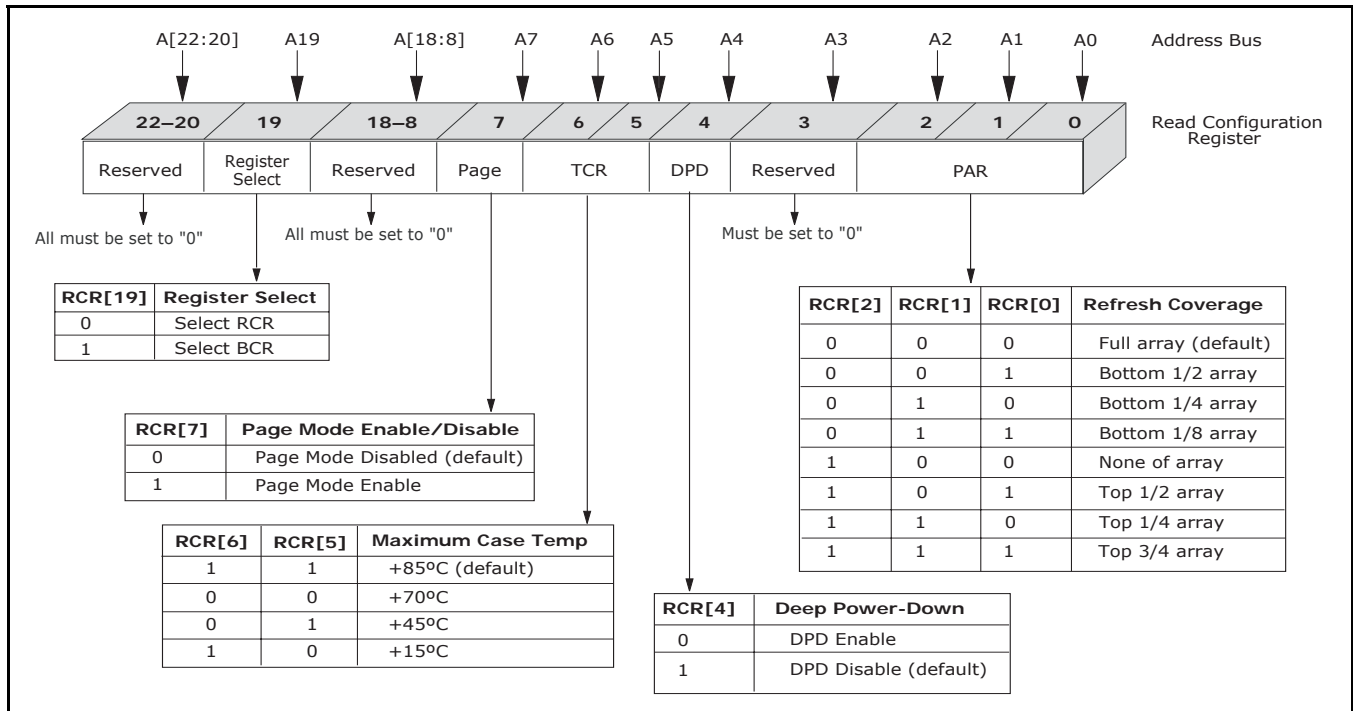 A[22:20] A19 A[18:8] A7 A6 A5 A4 A3 A2 A1 A0 Address Bus
22–20 19 18–8 7 6 5 4 3 2 1 0 Read Configuration
Register
Reserved Register Select Reserved Page TCR DPD Reserved PAR
All must be set to "0" All must be set to "0" Must be set to "0"
RCR[19] Register Select
0 Select RCR
1 Select BCR
RCR[2] RCR[1] RCR[0] Refresh Coverage
0 0 0 Full array (default)
0 0 1 Bottom 1/2 array
0 1 0 Bottom 1/4 array
0 1 1 Bottom 1/8 array
1 0 0 None of array
1 0 1 Top 1/2 array
1 1 0 Top 1/4 array
1 1 1 Top 3/4 array
RCR[7] Page Mode Enable/Disable
0 Page Mode Disabled (default)
1 Page Mode Enable
RCR[6] RCR[5] Maximum Case Temp
1 1 +85ºC (default)
0 0 +70ºC
0 1 +45ºC
1 0 +15ºC
RCR[4] Deep Power-Down
0 DPD Enable
1 DPD Disable (default)